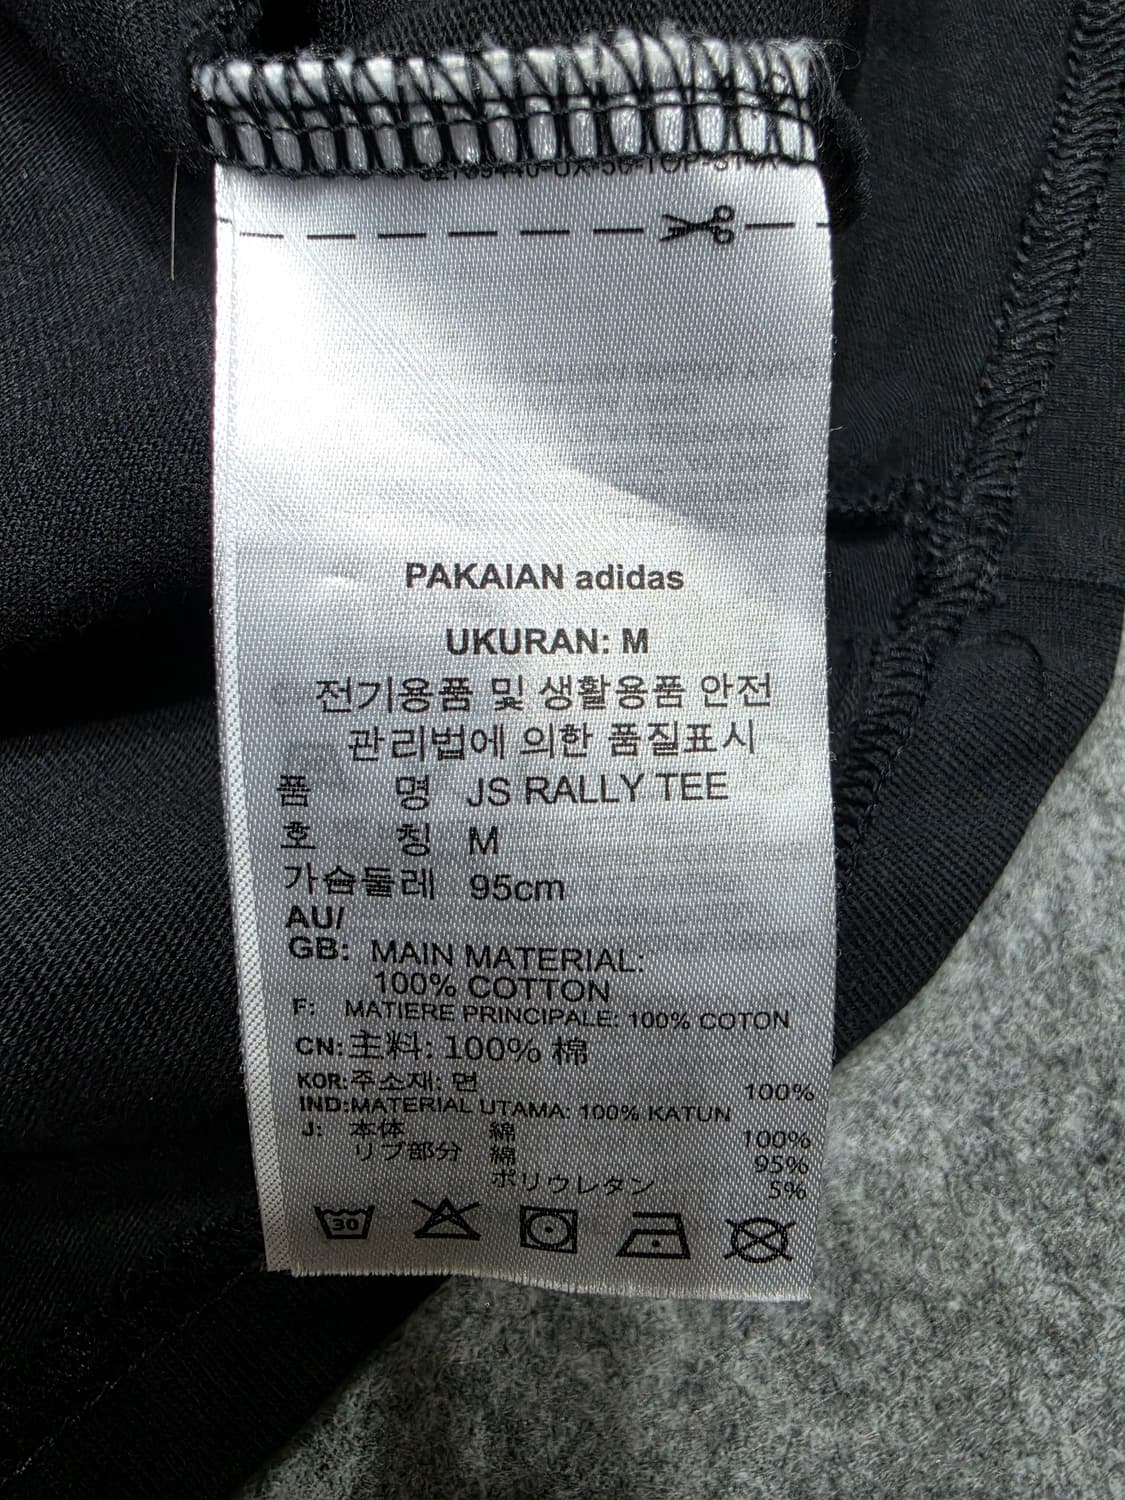 PAKAIAN adidas
UKURAN: M
전기용품 및 생활용품 안전
관리법에 의한 품질표시
품 명 JS RALLY TEE
호 칭 M
가슴둘레 95cm
AU/
GB: MAIN MATERIAL:
100% COTTON
F: MATIERE PRINCIPALE: 100% COTON
CN:主料: 100% 棉
KOR:주소재: 면 100%
IND:MATERIAL UTAMA: 100% KATUN
J: 本体 綿 100%
リブ部分 綿 95%
ポリウレタン 5%
30